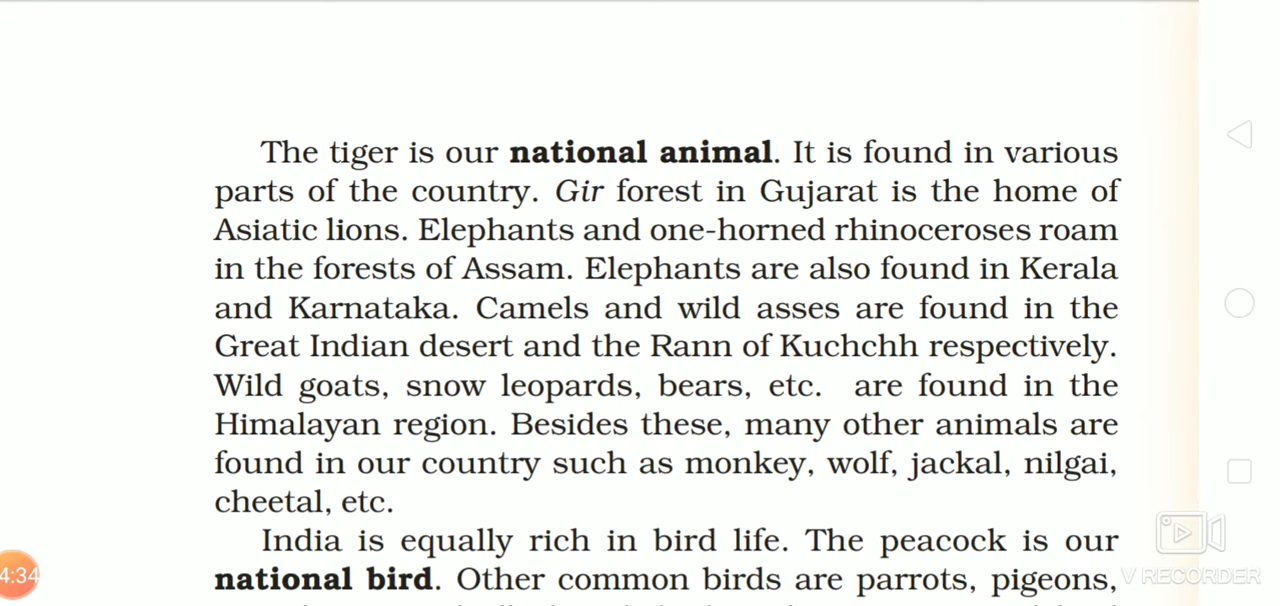 The tiger is our national animal. It is found in various
parts of the country. Gir forest in Gujarat is the home of
Asiatic lions. Elephants and one-horned rhinoceroses roam
in the forests of Assam. Elephants are also found in Kerala
and Karnataka. Camels and wild asses are found in the
Great Indian desert and the Rann of Kuchchh respectively.
Wild goats, snow leopards, bears, etc. are found in the
Himalayan region. Besides these, many other animals are
found in our country such as monkey, wolf, jackal, nilgai,
cheetal, etc.
India is equally rich in bird life. The peacock is our
national bird. Other common birds are parrots, pigeons,
4:34
V RECORDER